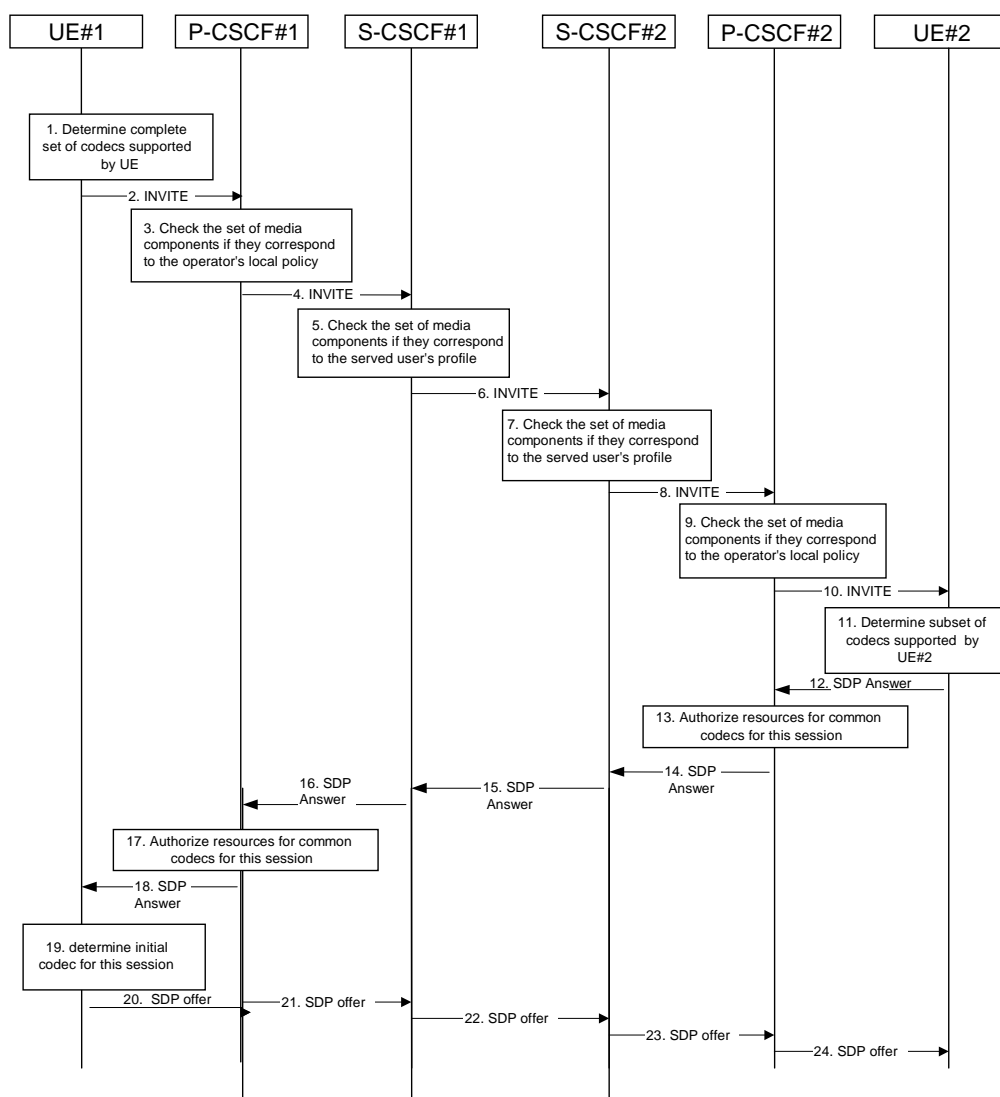 UE#1
P-CSCF#1
S-CSCF#1
S-CSCF#2
P-CSCF#2
UE#2
1. Determine complete
set of codecs supported
by UE
2. INVITE
3. Check the set of media
components if they correspond
to the operator's local policy
4. INVITE
5. Check the set of media
components if they correspond
to the served user's profile
6. INVITE
7. Check the set of media
components if they correspond
to the served user's profile
8. INVITE
9. Check the set of media
components if they correspond
to the operator's local policy
10. INVITE
11. Determine subset of
codecs supported by
UE#2
12. SDP Answer
13. Authorize resources for common
codecs for this session
14. SDP
Answer
15. SDP
Answer
16. SDP
Answer
17. Authorize resources for common
codecs for this session
18. SDP
Answer
19. determine initial
codec for this session
20. SDP offer
21. SDP offer
22. SDP offer
23. SDP offer
24. SDP offer